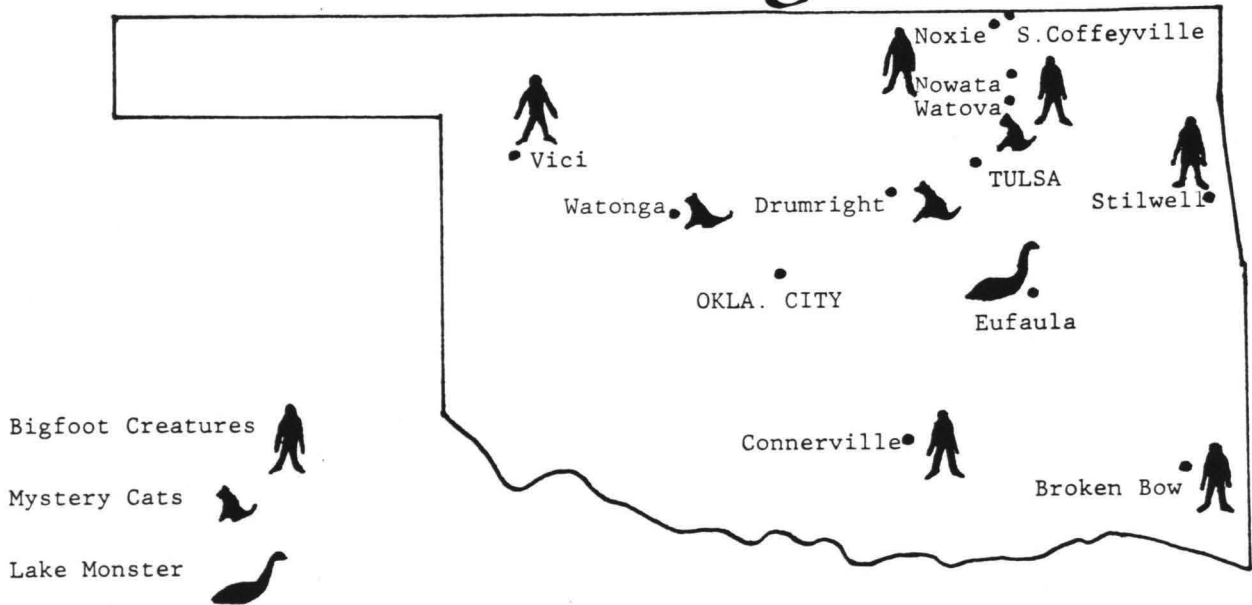 Noxie
S.Coffeyville
Nowata
Watova
Vici
TULSA
Watonga
Drumright
Stilwell
OKLA. CITY
Eufaula
Bigfoot Creatures
Connerville
Mystery Cats
Broken Bow
Lake Monster